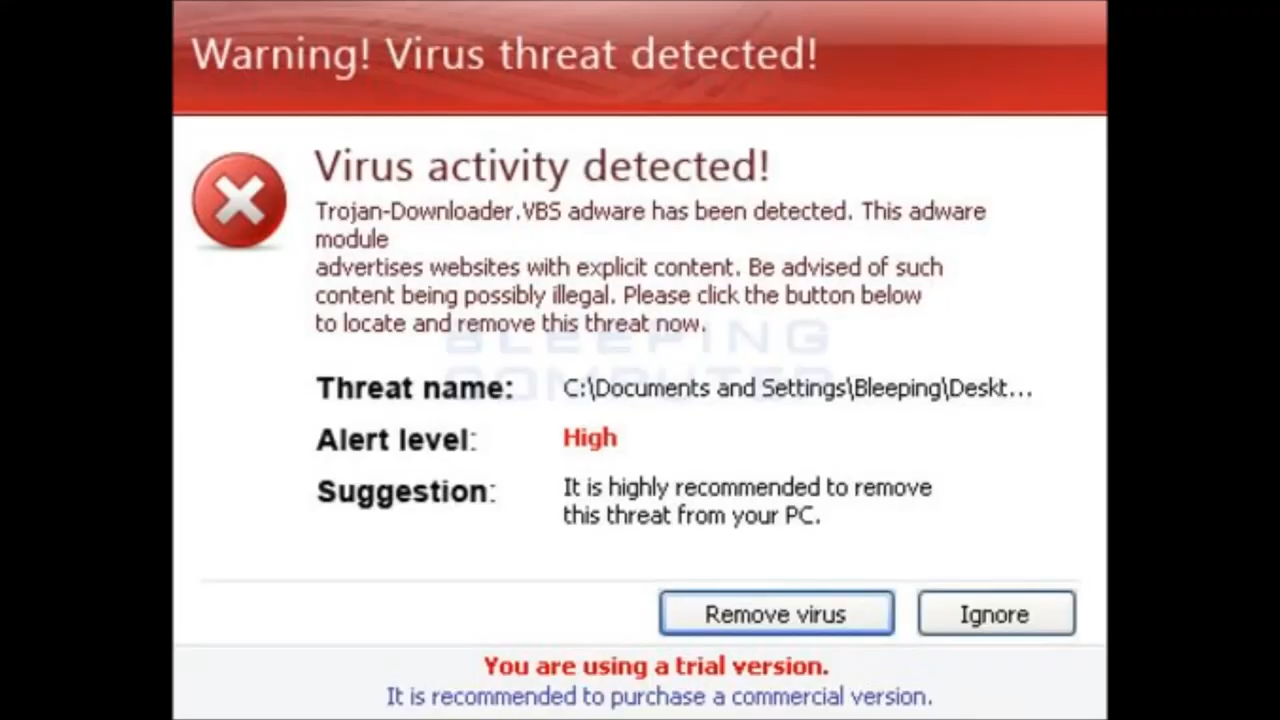 Warning! Virus threat detected!
Virus activity detected!
Trojan-Downloader.VBS adware has been detected. This adware
module
advertises websites with explicit content. Be advised of such
content being possibly illegal. Please click the button below
to locate and remove this threat now.
BLEEPING
COMPUTER
Threat name: C:\Documents and Settings\Bleeping\Deskt...
Alert level: High
Suggestion: It is highly recommended to remove
this threat from your PC.
Remove virus Ignore
You are using a trial version.
It is recommended to purchase a commercial version.